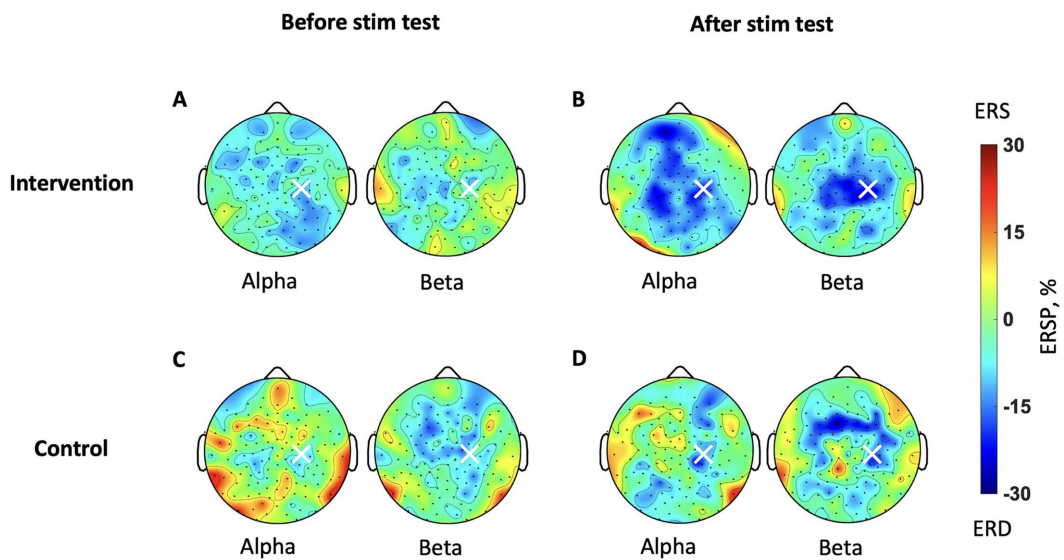 Before stim test
After stim test
A
B
ERS
30
Intervention
15
Alpha
Beta
Alpha
Beta
0
ERSP, %
C
D
-15
Control
-30
Alpha
Beta
Alpha
Beta
ERD